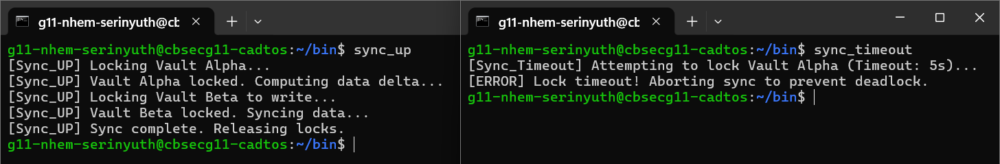 g11-nhem-serinyuth@cb
g11-nhem-serinyuth@cbsecg11-cadtos:~/bin$ sync_up
[Sync_UP] Locking Vault Alpha...
[Sync_UP] Vault Alpha locked. Computing data delta...
[Sync_UP] Locking Vault Beta to write...
[Sync_UP] Vault Beta locked. Syncing data...
[Sync_UP] Sync complete. Releasing locks.
g11-nhem-serinyuth@cbsecg11-cadtos:~/bin$
g11-nhem-serinyuth@cb
g11-nhem-serinyuth@cbsecg11-cadtos:~/bin$ sync_timeout
[Sync_Timeout] Attempting to lock Vault Alpha (Timeout: 5s)...
[ERROR] Lock timeout! Aborting sync to prevent deadlock.
g11-nhem-serinyuth@cbsecg11-cadtos:~/bin$